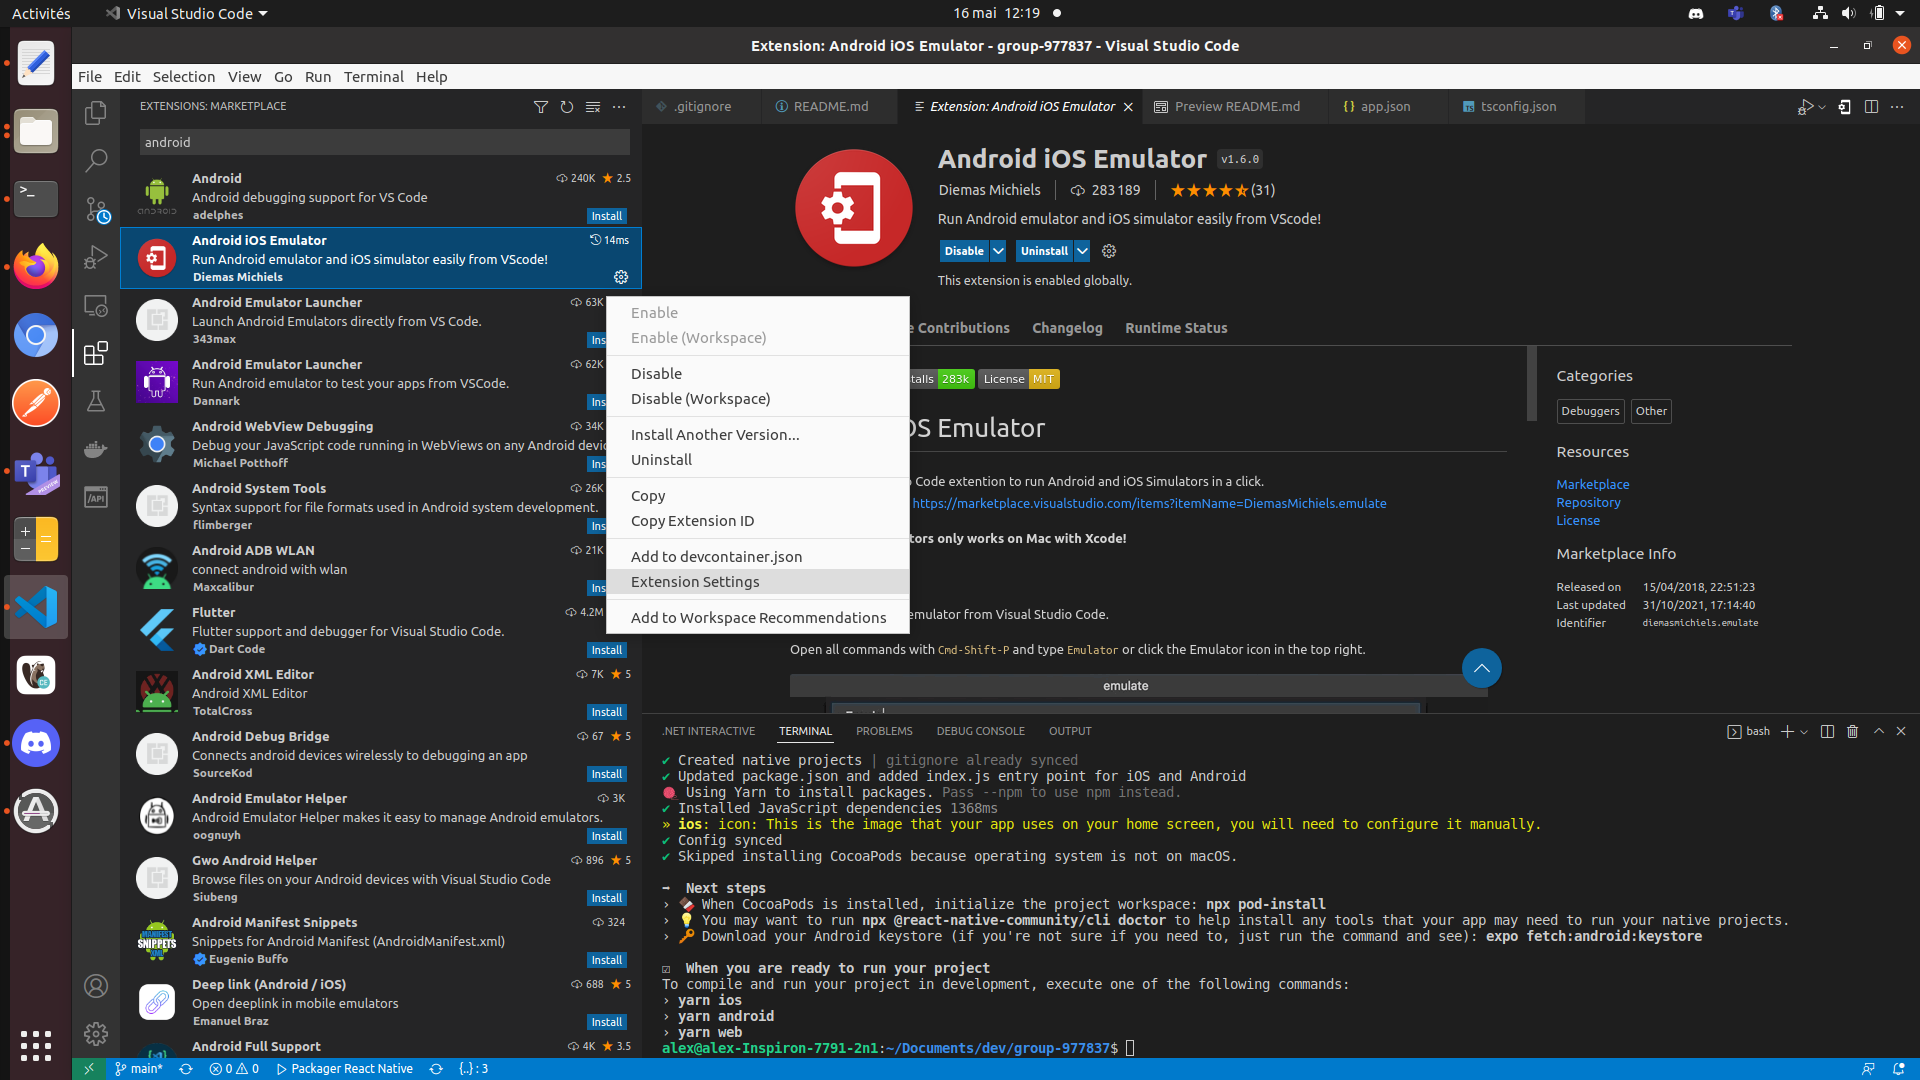 Activités
Visual Studio Code
16 mai 12:19
Extension: Android iOS Emulator - group-977837 - Visual Studio Code
File Edit Selection View Go Run Terminal Help
EXTENSIONS: MARKETPLACE
android
Android
240K 2.5
Android debugging support for VS Code
adelphes
Install
Android iOS Emulator
14ms
Run Android emulator and iOS simulator easily from VScode!
Diemas Michiels
Android Emulator Launcher
63K
Launch Android Emulators directly from VS Code.
343max
Ins
Android Emulator Launcher
62K
Run Android emulator to test your apps from VSCode.
Dannark
Ins
Android WebView Debugging
34K
Debug your JavaScript code running in WebViews on any Android devic
Michael Potthoff
Ins
Android System Tools
26K
Syntax support for file formats used in Android system development.
flimberger
Ins
Android ADB WLAN
21K
connect android with wlan
Maxcalibur
Ins
Flutter
4.2M
Flutter support and debugger for Visual Studio Code.
Dart Code
Install
Android XML Editor
7K 5
Android XML Editor
TotalCross
Install
Android Debug Bridge
67 5
Connects android devices wirelessly to debugging an app
SourceKod
Install
Android Emulator Helper
3K
Android Emulator Helper makes it easy to manage Android emulators.
oognuyh
Install
Gwo Android Helper
896 5
Browse files on your Android devices with Visual Studio Code
Siubeng
Install
Android Manifest Snippets
324
Snippets for Android Manifest (AndroidManifest.xml)
Eugenio Buffo
Install
Deep link (Android / iOS)
688 5
Open deeplink in mobile emulators
Emanuel Braz
Install
Android Full Support
4K 3.5
.gitignore
README.md
Extension: Android iOS Emulator
Preview README.md
app.json
tsconfig.json
Android iOS Emulator v1.6.0
Diemas Michiels 283 189 (31)
Run Android emulator and iOS simulator easily from VScode!
Disable Uninstall
This extension is enabled globally.
e Contributions Changelog Runtime Status
talls 283k License MIT
OS Emulator
Code extention to run Android and iOS Simulators in a click.
https://marketplace.visualstudio.com/items?itemName=DiemasMichiels.emulate
tors only works on Mac with Xcode!
emulator from Visual Studio Code.
Open all commands with Cmd-Shift-P and type Emulator or click the Emulator icon in the top right.
emulate
Enable
Enable (Workspace)
Disable
Disable (Workspace)
Install Another Version...
Uninstall
Copy
Copy Extension ID
Add to devcontainer.json
Extension Settings
Add to Workspace Recommendations
Categories
Debuggers Other
Resources
Marketplace
Repository
License
Marketplace Info
Released on 15/04/2018, 22:51:23
Last updated 31/10/2021, 17:14:40
Identifier diemasmichiels.emulate
.NET INTERACTIVE TERMINAL PROBLEMS DEBUG CONSOLE OUTPUT
bash
✔ Created native projects | gitignore already synced
✔ Updated package.json and added index.js entry point for iOS and Android
🧶 Using Yarn to install packages. Pass --npm to use npm instead.
✔ Installed JavaScript dependencies 1368ms
» ios: icon: This is the image that your app uses on your home screen, you will need to configure it manually.
✔ Config synced
✔ Skipped installing CocoaPods because operating system is not on macOS.
➡ Next steps
› 🍫 When CocoaPods is installed, initialize the project workspace: npx pod-install
› 💡 You may want to run npx @react-native-community/cli doctor to help install any tools that your app may need to run your native projects.
› 🔑 Download your Android keystore (if you're not sure if you need to, just run the command and see): expo fetch:android:keystore
☑ When you are ready to run your project
To compile and run your project in development, execute one of the following commands:
› yarn ios
› yarn android
› yarn web
alex@alex-Inspiron-7791-2n1:~/Documents/dev/group-977837$
main* 0 0 Packager React Native {..} : 3